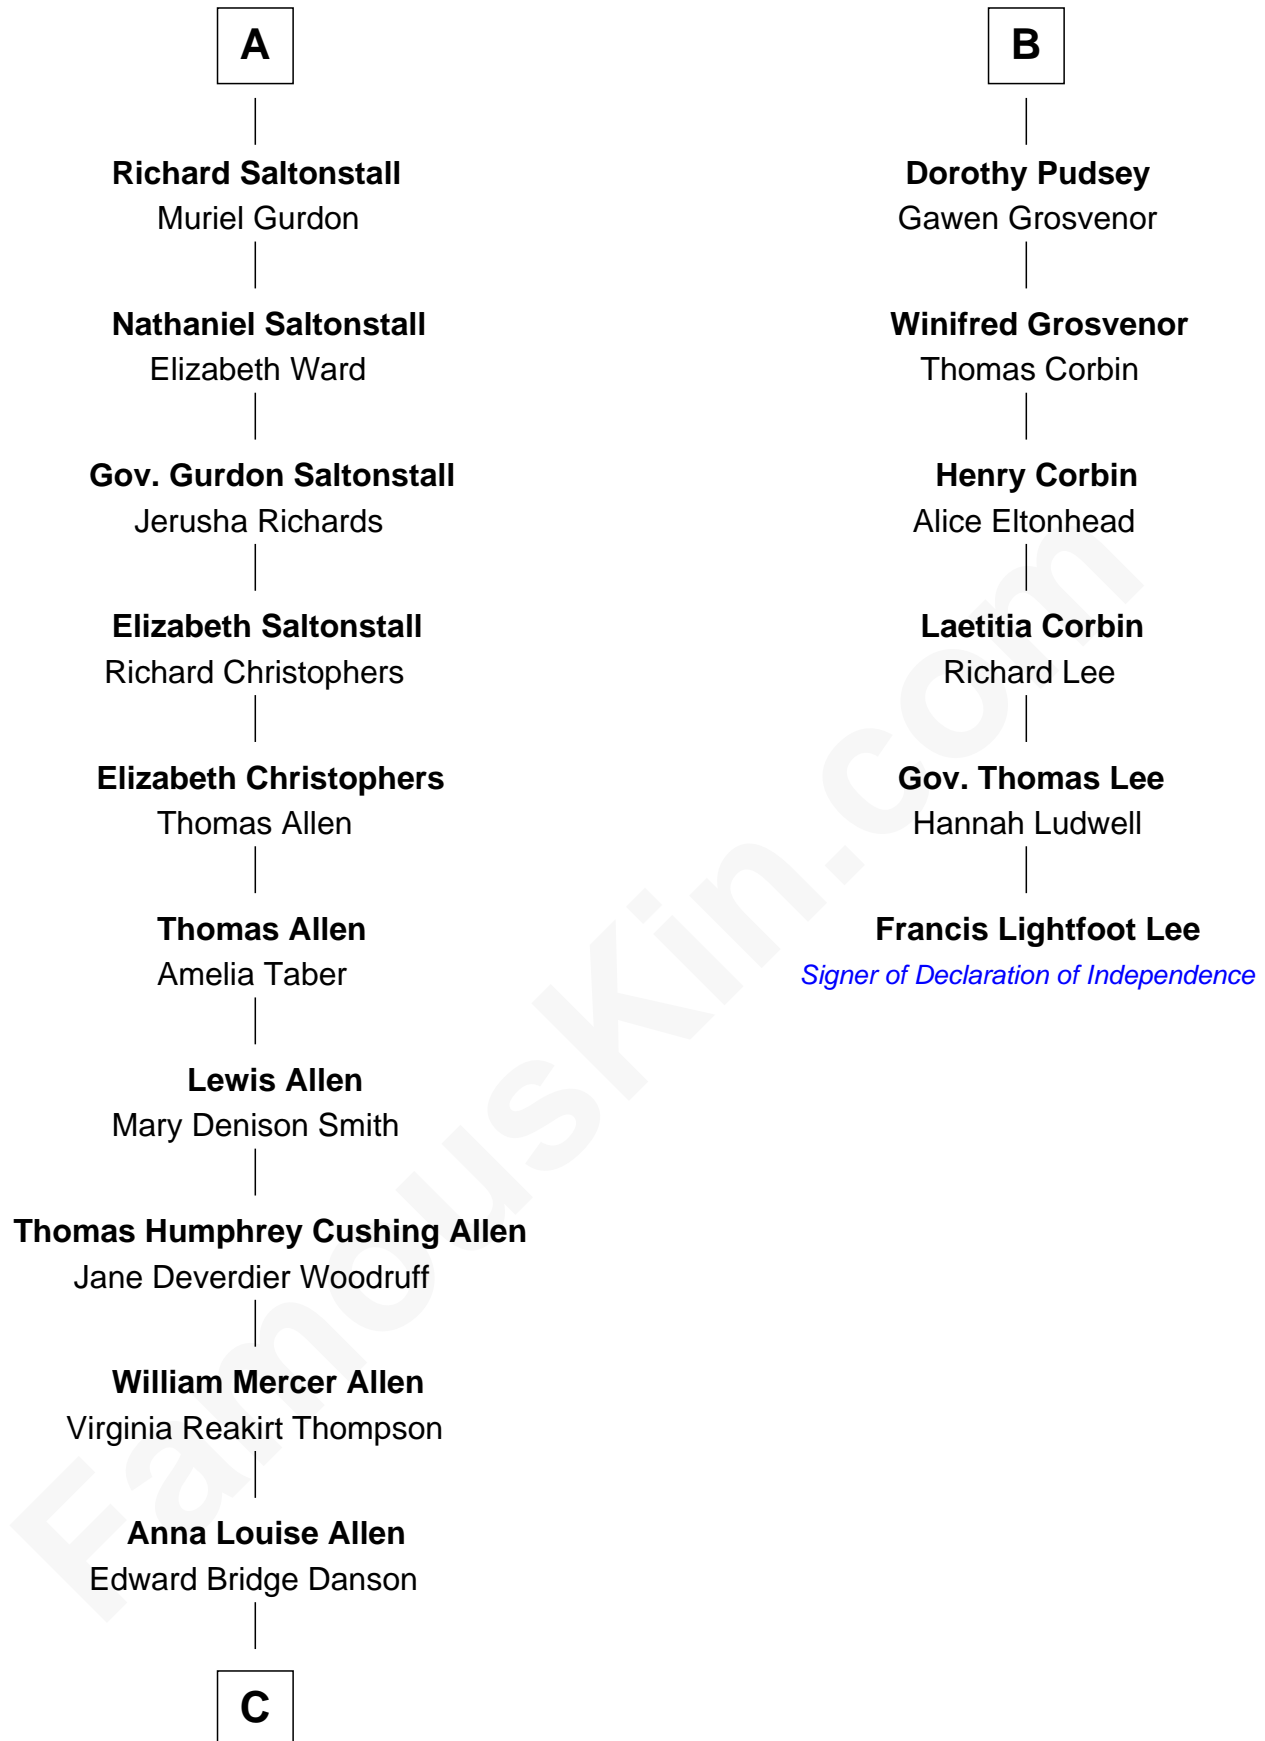 A
Richard Saltonstall
Muriel Gurdon
Nathaniel Saltonstall
Elizabeth Ward
Gov. Gurdon Saltonstall
Jerusha Richards
Elizabeth Saltonstall
Richard Christophers
Elizabeth Christophers
Thomas Allen
Thomas Allen
Amelia Taber
Lewis Allen
Mary Denison Smith
Thomas Humphrey Cushing Allen
Jane Deverdier Woodruff
William Mercer Allen
Virginia Reakirt Thompson
Anna Louise Allen
Edward Bridge Danson
C
B
Dorothy Pudsey
Gawen Grosvenor
Winifred Grosvenor
Thomas Corbin
Henry Corbin
Alice Eltonhead
Laetitia Corbin
Richard Lee
Gov. Thomas Lee
Hannah Ludwell
Francis Lightfoot Lee
Signer of Declaration of Independence
FamousKin.com